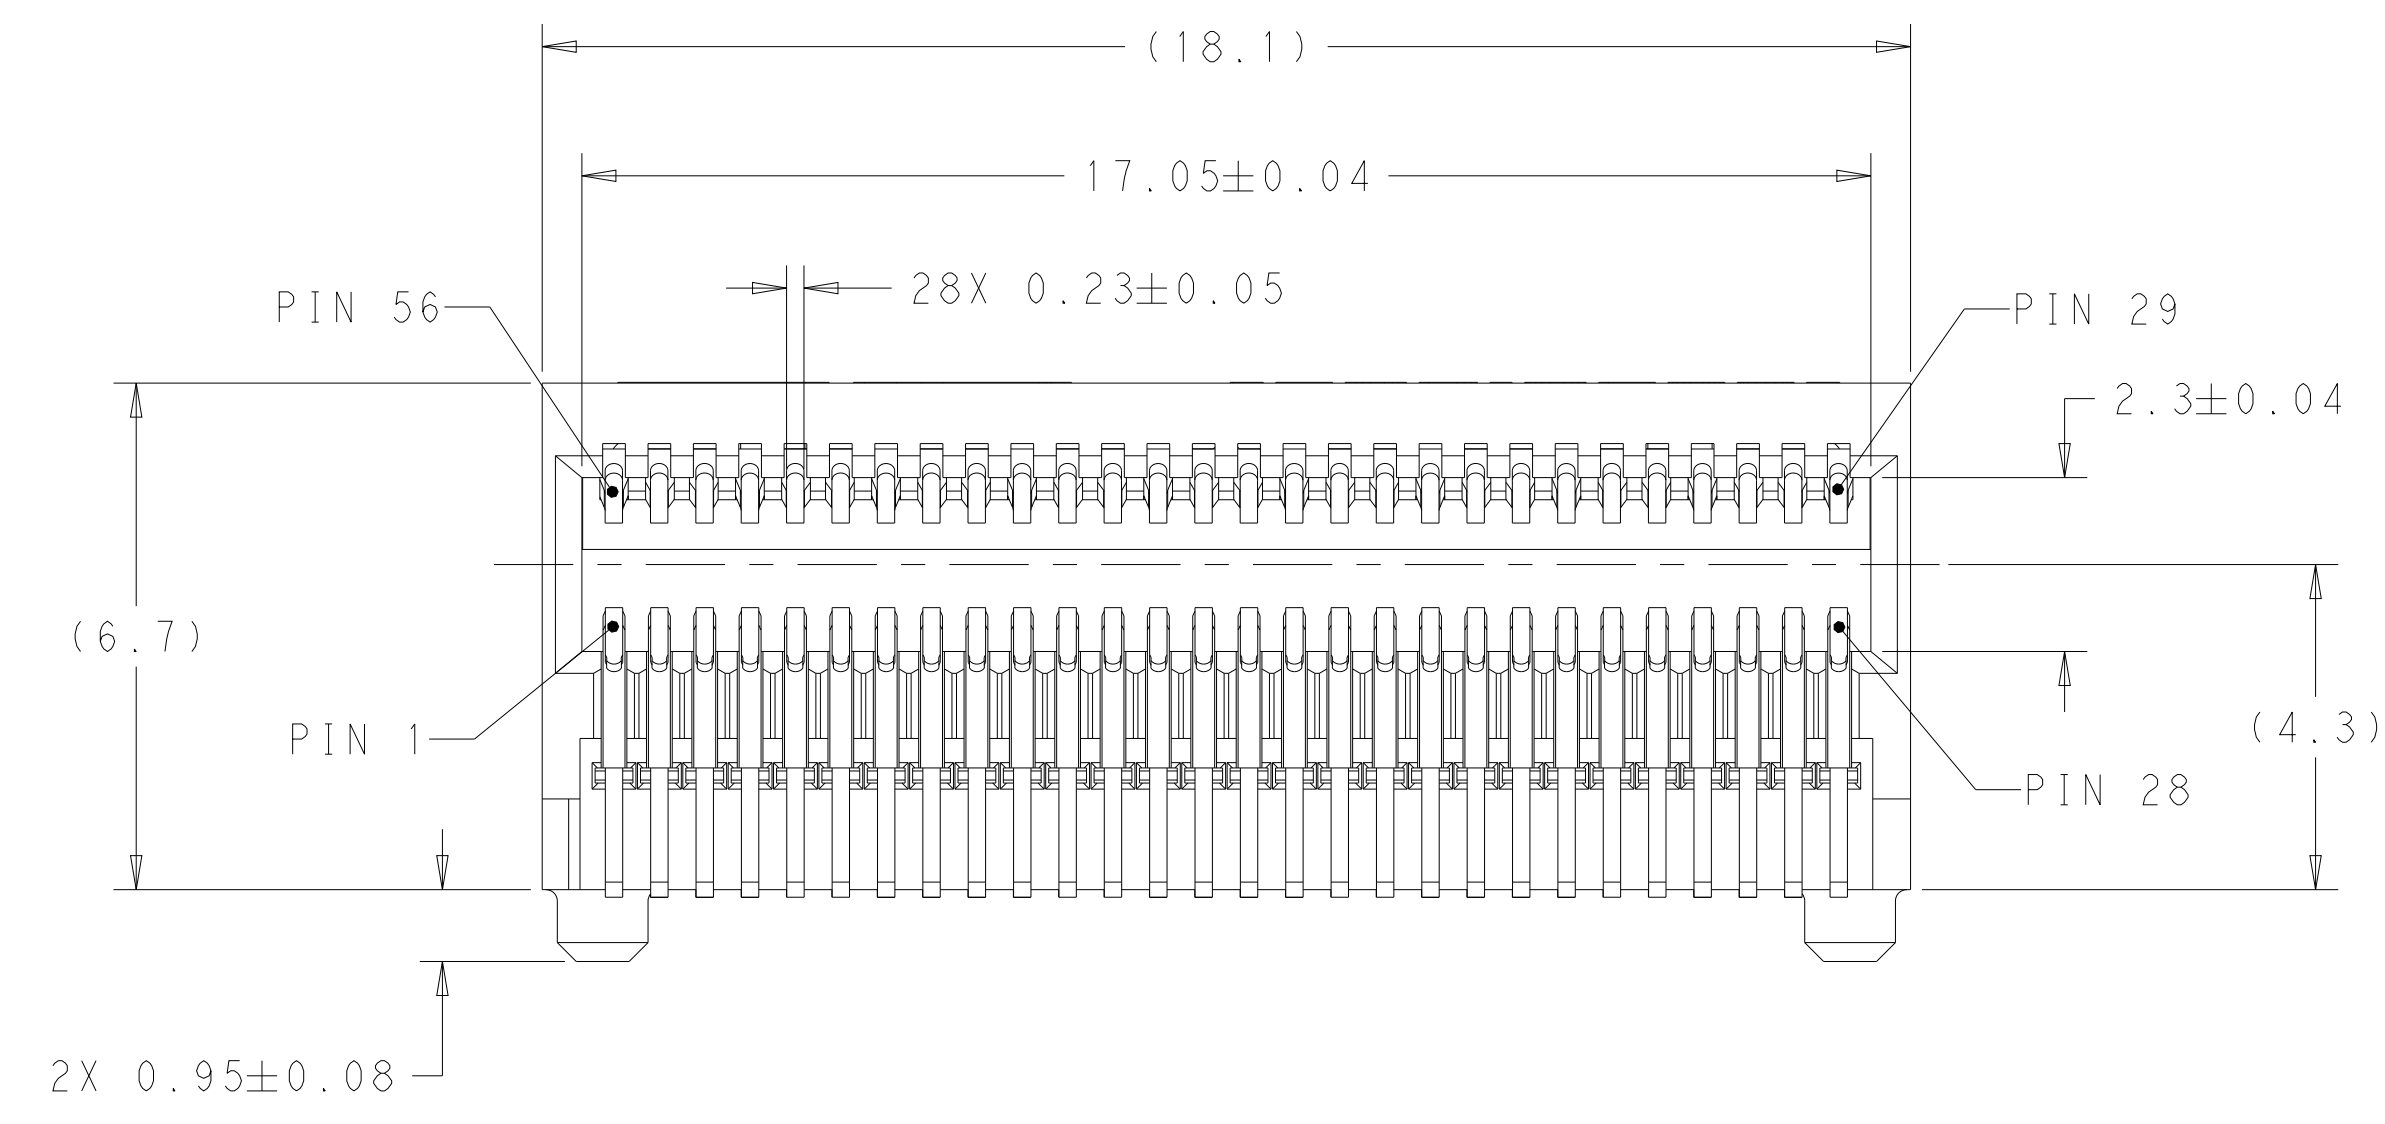 (18.1)
17.05±0.04
28X 0.23±0.05
PIN 56
PIN 29
2.3±0.04
(6.7)
(4.3)
PIN 1
PIN 28
2X 0.95±0.08